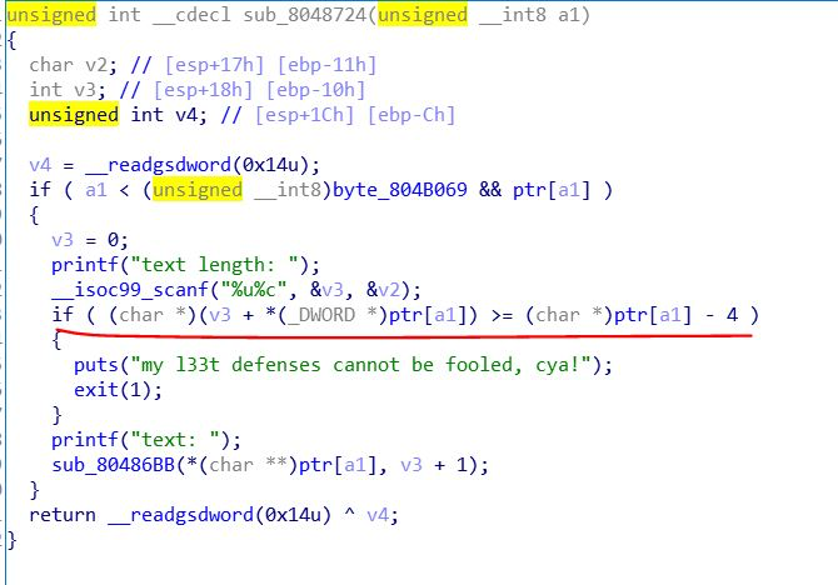 unsigned int __cdecl sub_8048724(unsigned __int8 a1)
{
  char v2; // [esp+17h] [ebp-11h]
  int v3; // [esp+18h] [ebp-10h]
  unsigned int v4; // [esp+1Ch] [ebp-Ch]
  v4 = __readgsdword(0x14u);
  if ( a1 < (unsigned __int8)byte_804B069 && ptr[a1] )
  {
    v3 = 0;
    printf("text length: ");
    __isoc99_scanf("%u%c", &v3, &v2);
    if ( (char *)(v3 + *(_DWORD *)ptr[a1]) >= (char *)ptr[a1] - 4 )
    {
      puts("my l33t defenses cannot be fooled, cya!");
      exit(1);
    }
    printf("text: ");
    sub_80486BB(*(char **)ptr[a1], v3 + 1);
  }
  return __readgsdword(0x14u) ^ v4;
}